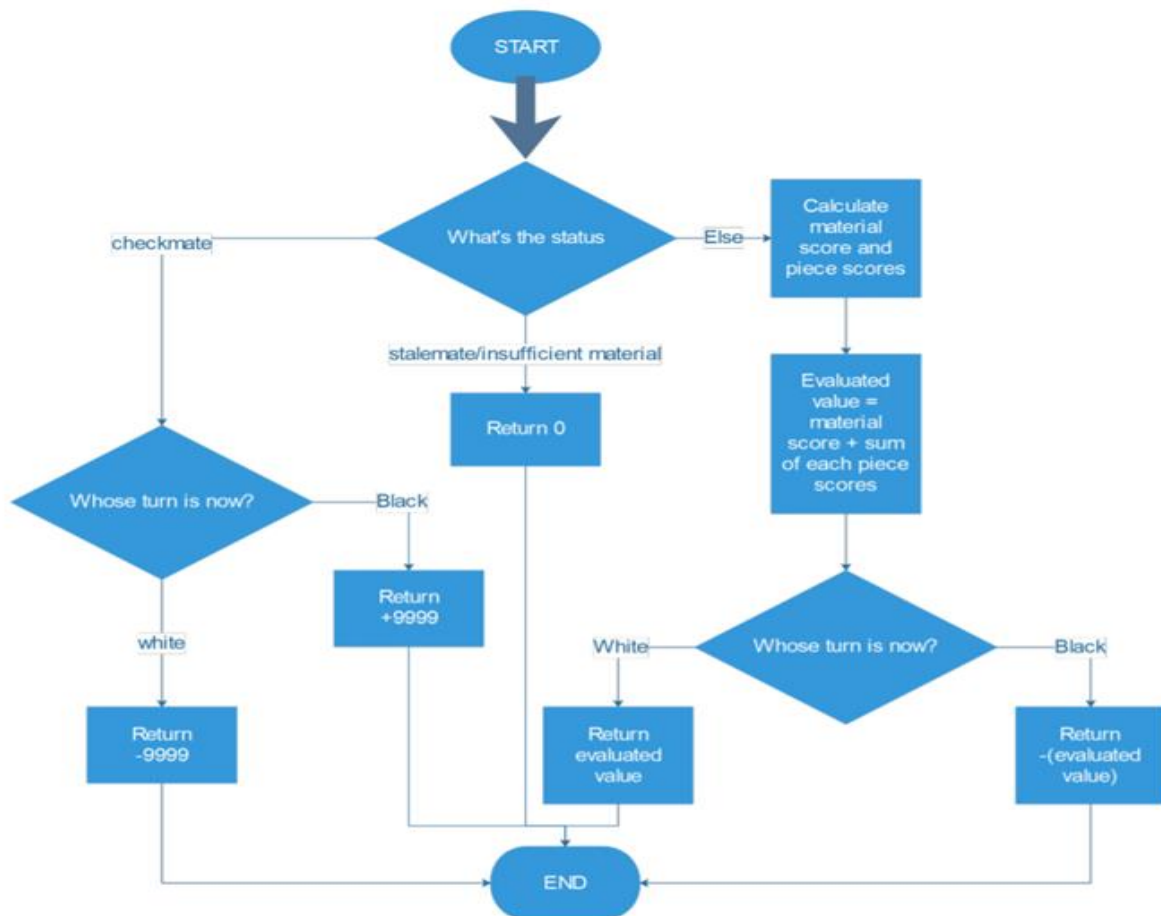 START
What's the status
checkmate
Else
Calculate
material
score and
piece scores
stalemate/insufficient material
Return 0
Evaluated
value =
material
score + sum
of each piece
scores
Whose turn is now?
Black
Return
+9999
white
Return
-9999
Whose turn is now?
White
Black
Return
evaluated
value
Return
-(evaluated
value)
END